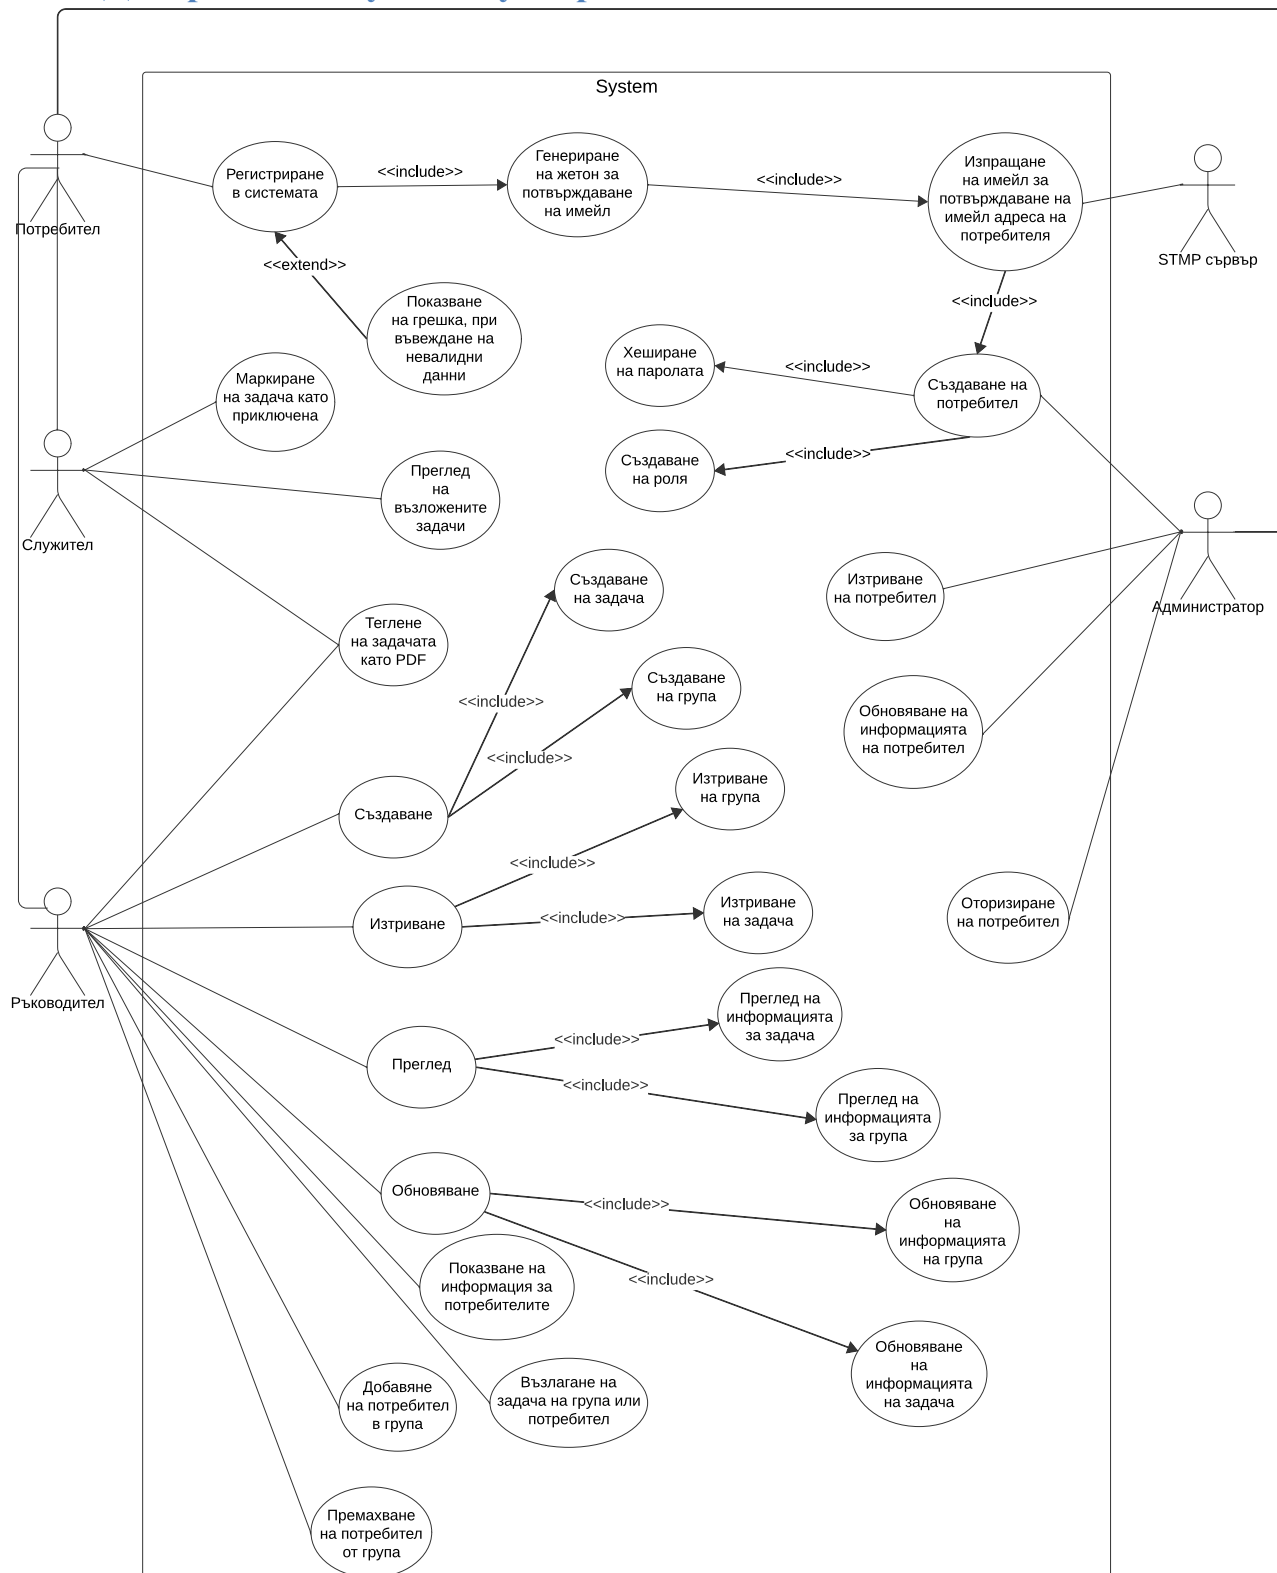 System
Регистриране
в системата
<<include>>
Генериране
на жетон за
потвърждаване
на имейл
<<include>>
Изпращане
на имейл за
потвърждаване на
имейл адреса на
потребителя
Потребител
STMP сървър
<<extend>>
<<include>>
Показване
на грешка, при
въвеждане на
невалидни
данни
Хеширане
на паролата
<<include>>
Създаване на
потребител
Маркиране
на задача като
приключена
<<include>>
Създаване
на роля
Преглед
на
възложените
задачи
Служител
Създаване
на задача
Изтриване
на потребител
Администратор
Теглене
на задачата
като PDF
Създаване
на група
<<include>>
Обновяване на
информацията
на потребител
<<include>>
Изтриване
на група
Създаване
<<include>>
Изтриване
<<include>>
Изтриване
на задача
Оторизиране
на потребител
Ръководител
Преглед на
информацията
за задача
<<include>>
Преглед
<<include>>
Преглед на
информацията
за група
Обновяване
<<include>>
Обновяване
на
информацията
на група
Показване на
информация за
потребителите
<<include>>
Обновяване
на
информацията
на задача
Добавяне
на потребител
в група
Възлагане на
задача на група или
потребител
Премахване
на потребител
от група